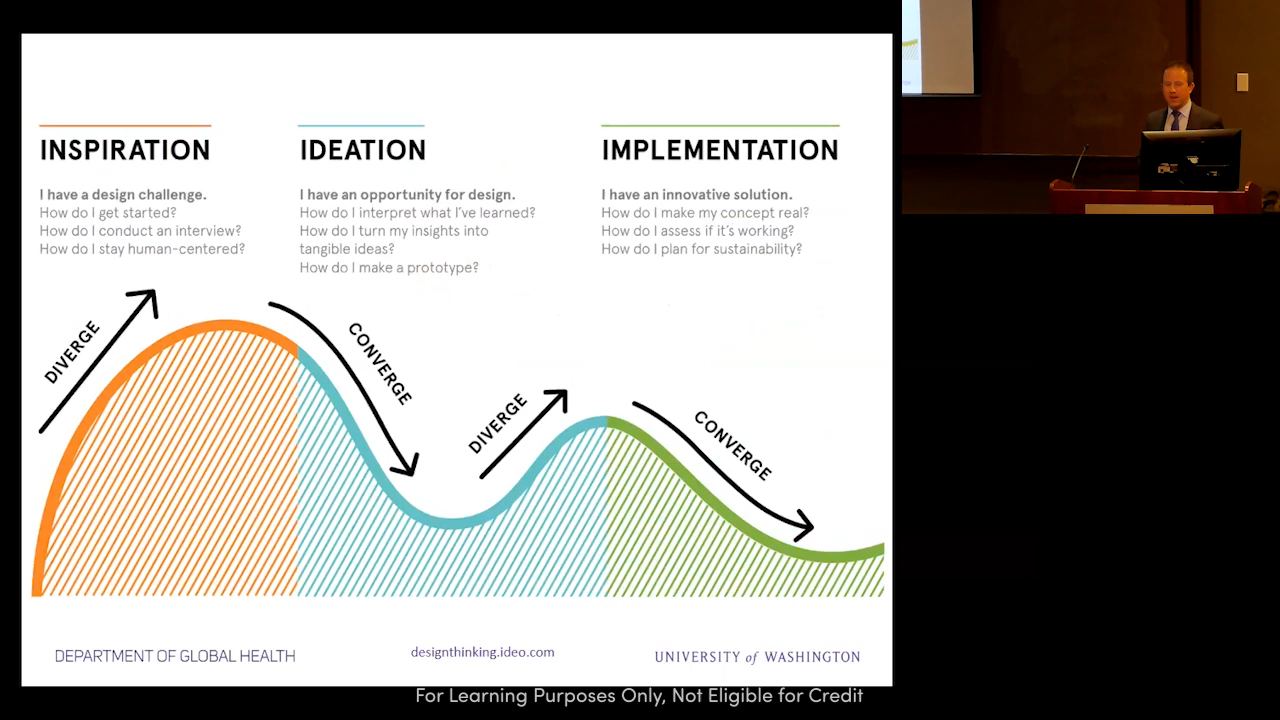 INSPIRATION
I have a design challenge.
How do I get started?
How do I conduct an interview?
How do I stay human-centered?
IDEATION
I have an opportunity for design.
How do I interpret what I've learned?
How do I turn my insights into
tangible ideas?
How do I make a prototype?
IMPLEMENTATION
I have an innovative solution.
How do I make my concept real?
How do I assess if it's working?
How do I plan for sustainability?
DIVERGE
CONVERGE
DIVERGE
CONVERGE
DEPARTMENT OF GLOBAL HEALTH
designthinking.ideo.com
UNIVERSITY of WASHINGTON
For Learning Purposes Only, Not Eligible for Credit